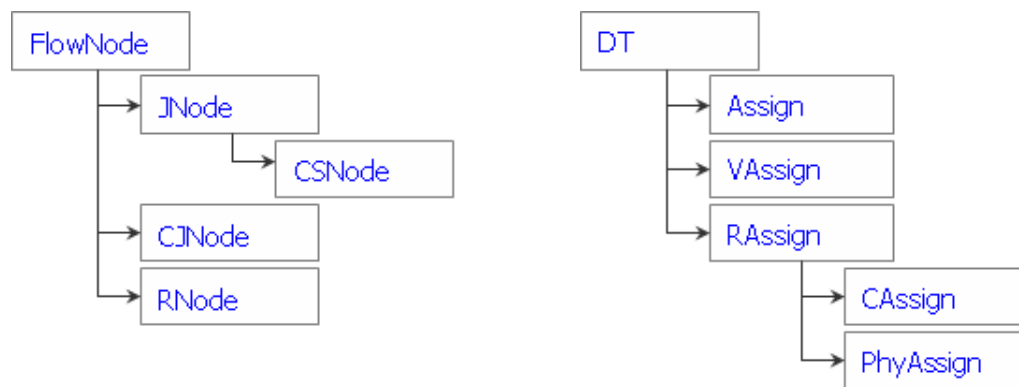 FlowNode
JNode
CSNode
CJNode
RNode
DT
Assign
VAssign
RAssign
CAssign
PhyAssign